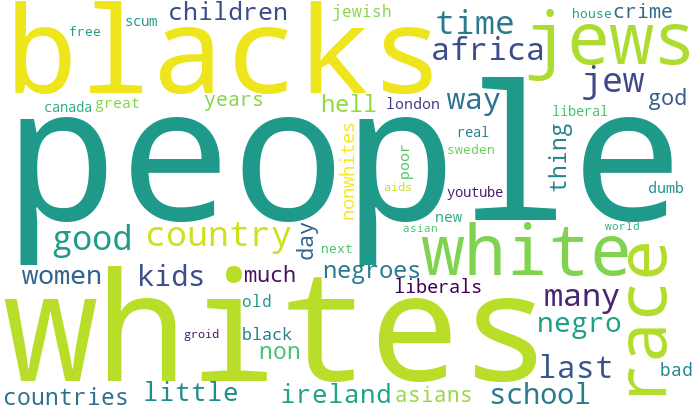 free scum children jewish time house crime
blacks jews
africa
jew
canada great years hell london way god
people
liberal
real
sweden
nonwhites
poor
thing
aids youtube dumb
good country day new asian world
white
next
women kids much negroes liberals many race
whites
old
groid black non negro
last bad
countries little ireland asians school